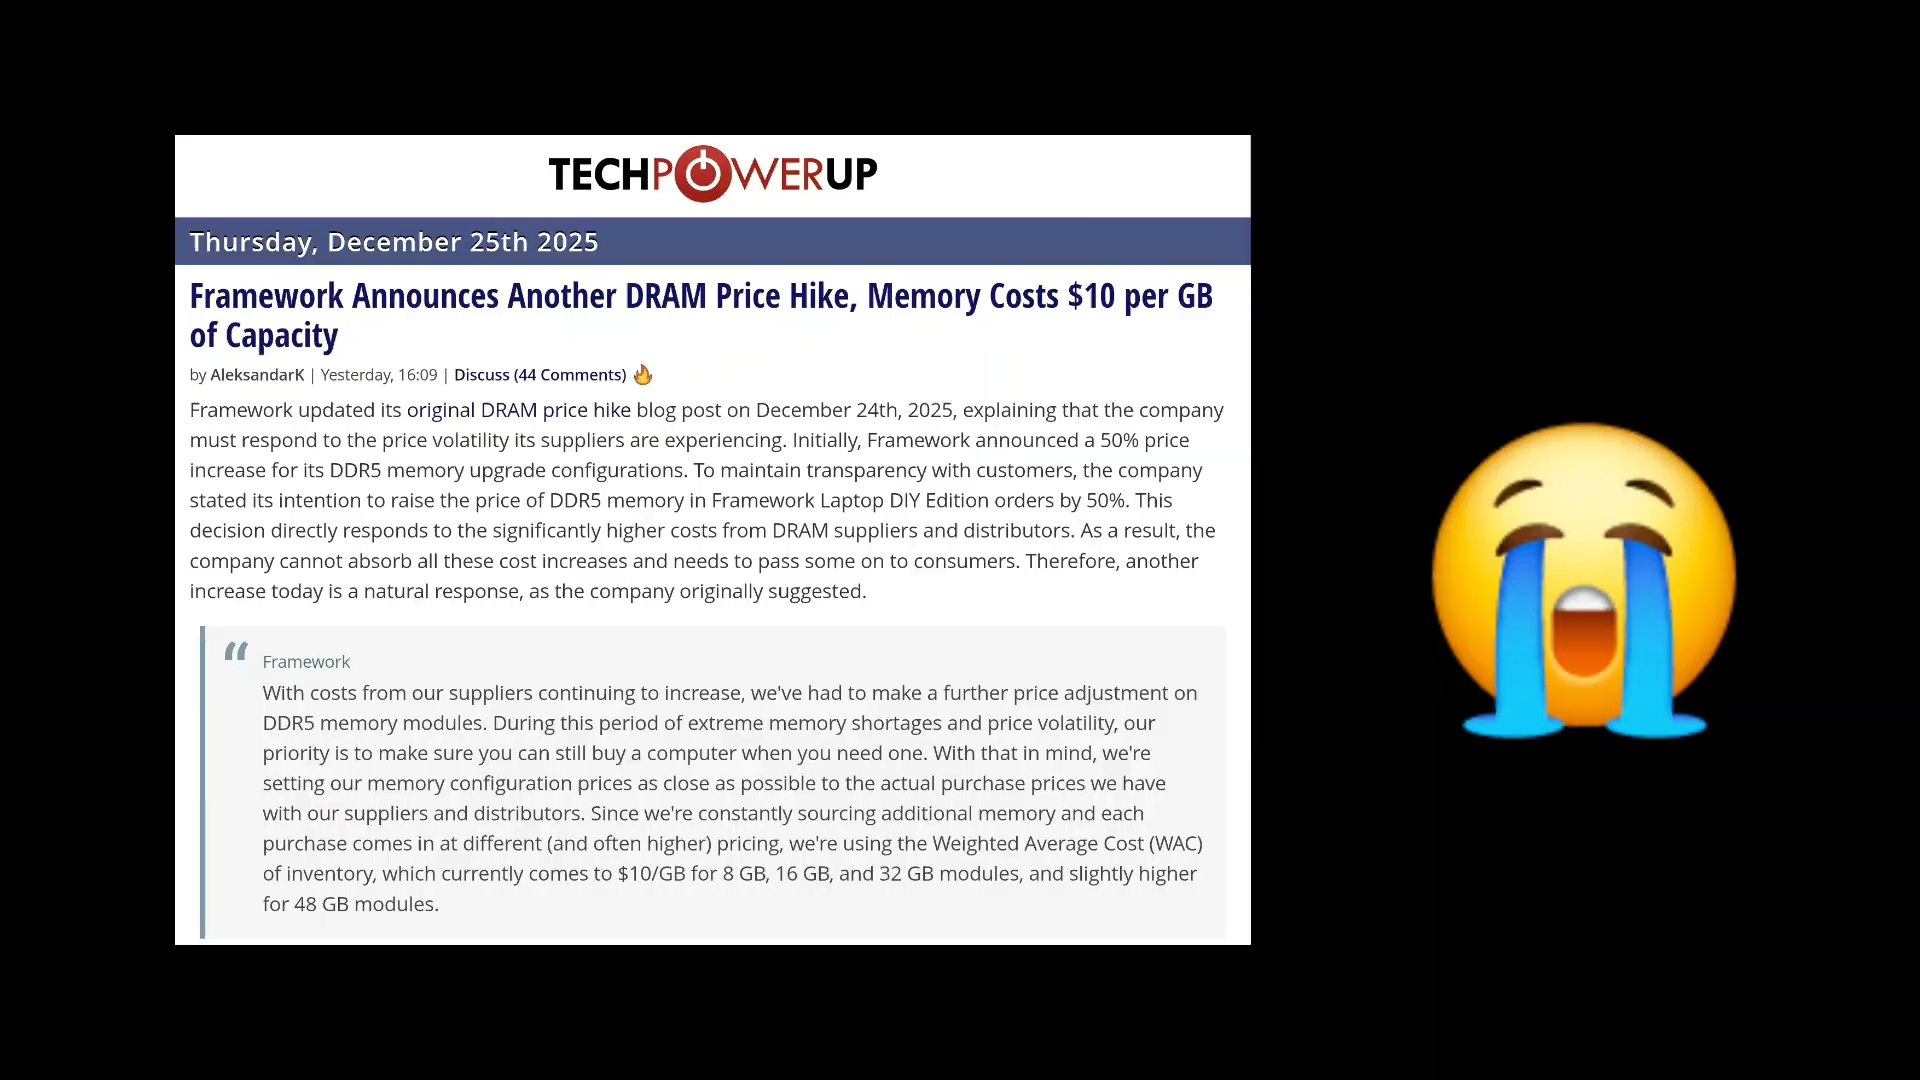 TECHPOWERUP
Thursday, December 25th 2025
Framework Announces Another DRAM Price Hike, Memory Costs $10 per GB
of Capacity
by AleksandarK | Yesterday, 16:09 | Discuss (44 Comments)
Framework updated its original DRAM price hike blog post on December 24th, 2025, explaining that the company
must respond to the price volatility its suppliers are experiencing. Initially, Framework announced a 50% price
increase for its DDR5 memory upgrade configurations. To maintain transparency with customers, the company
stated its intention to raise the price of DDR5 memory in Framework Laptop DIY Edition orders by 50%. This
decision directly responds to the significantly higher costs from DRAM suppliers and distributors. As a result, the
company cannot absorb all these cost increases and needs to pass some on to consumers. Therefore, another
increase today is a natural response, as the company originally suggested.
“ Framework
With costs from our suppliers continuing to increase, we've had to make a further price adjustment on
DDR5 memory modules. During this period of extreme memory shortages and price volatility, our
priority is to make sure you can still buy a computer when you need one. With that in mind, we're
setting our memory configuration prices as close as possible to the actual purchase prices we have
with our suppliers and distributors. Since we're constantly sourcing additional memory and each
purchase comes in at different (and often higher) pricing, we're using the Weighted Average Cost (WAC)
of inventory, which currently comes to $10/GB for 8 GB, 16 GB, and 32 GB modules, and slightly higher
for 48 GB modules.